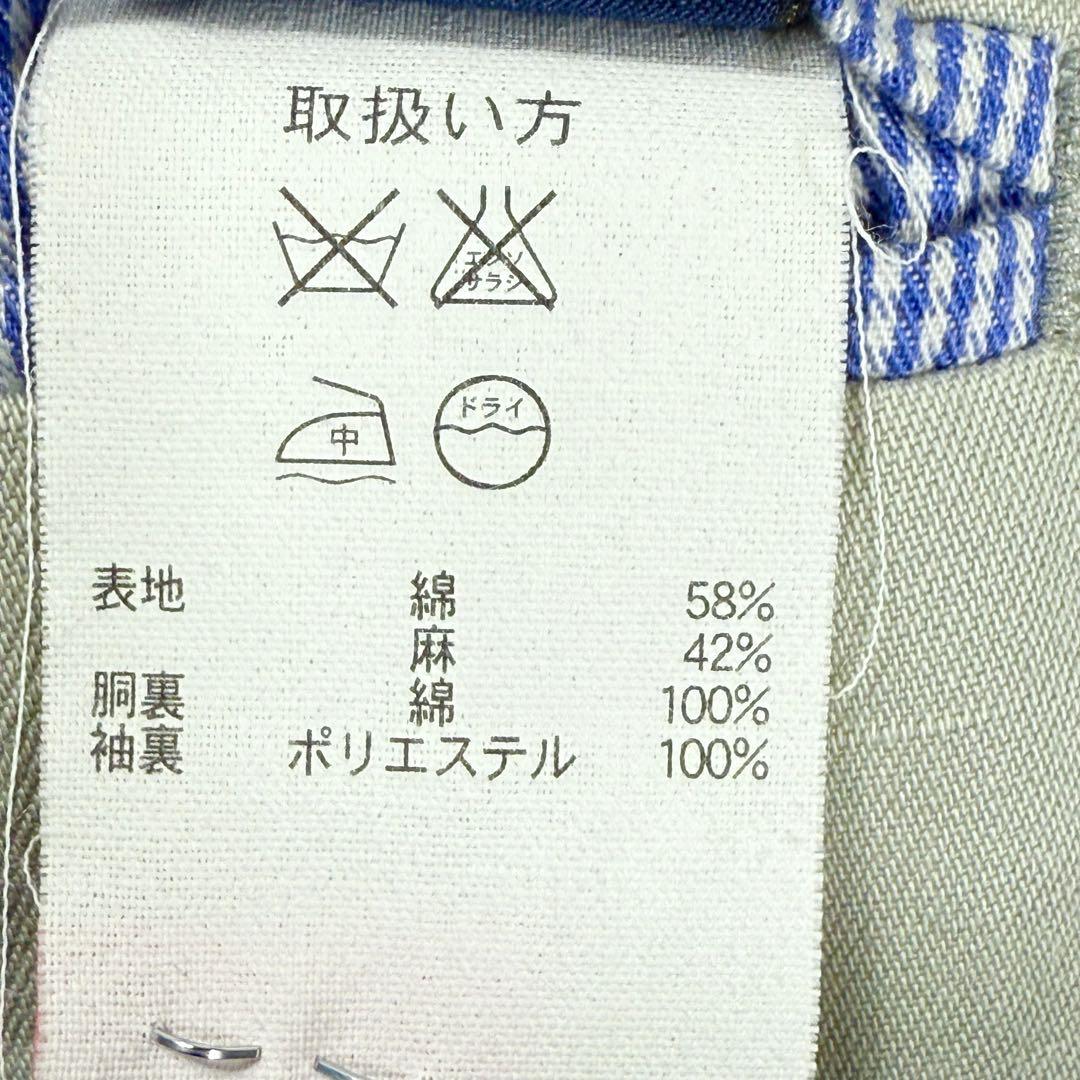 取扱い方
エンソ
サラシ
中
ドライ
表地 綿 58%
麻 42%
胴裏 綿 100%
袖裏 ポリエステル 100%